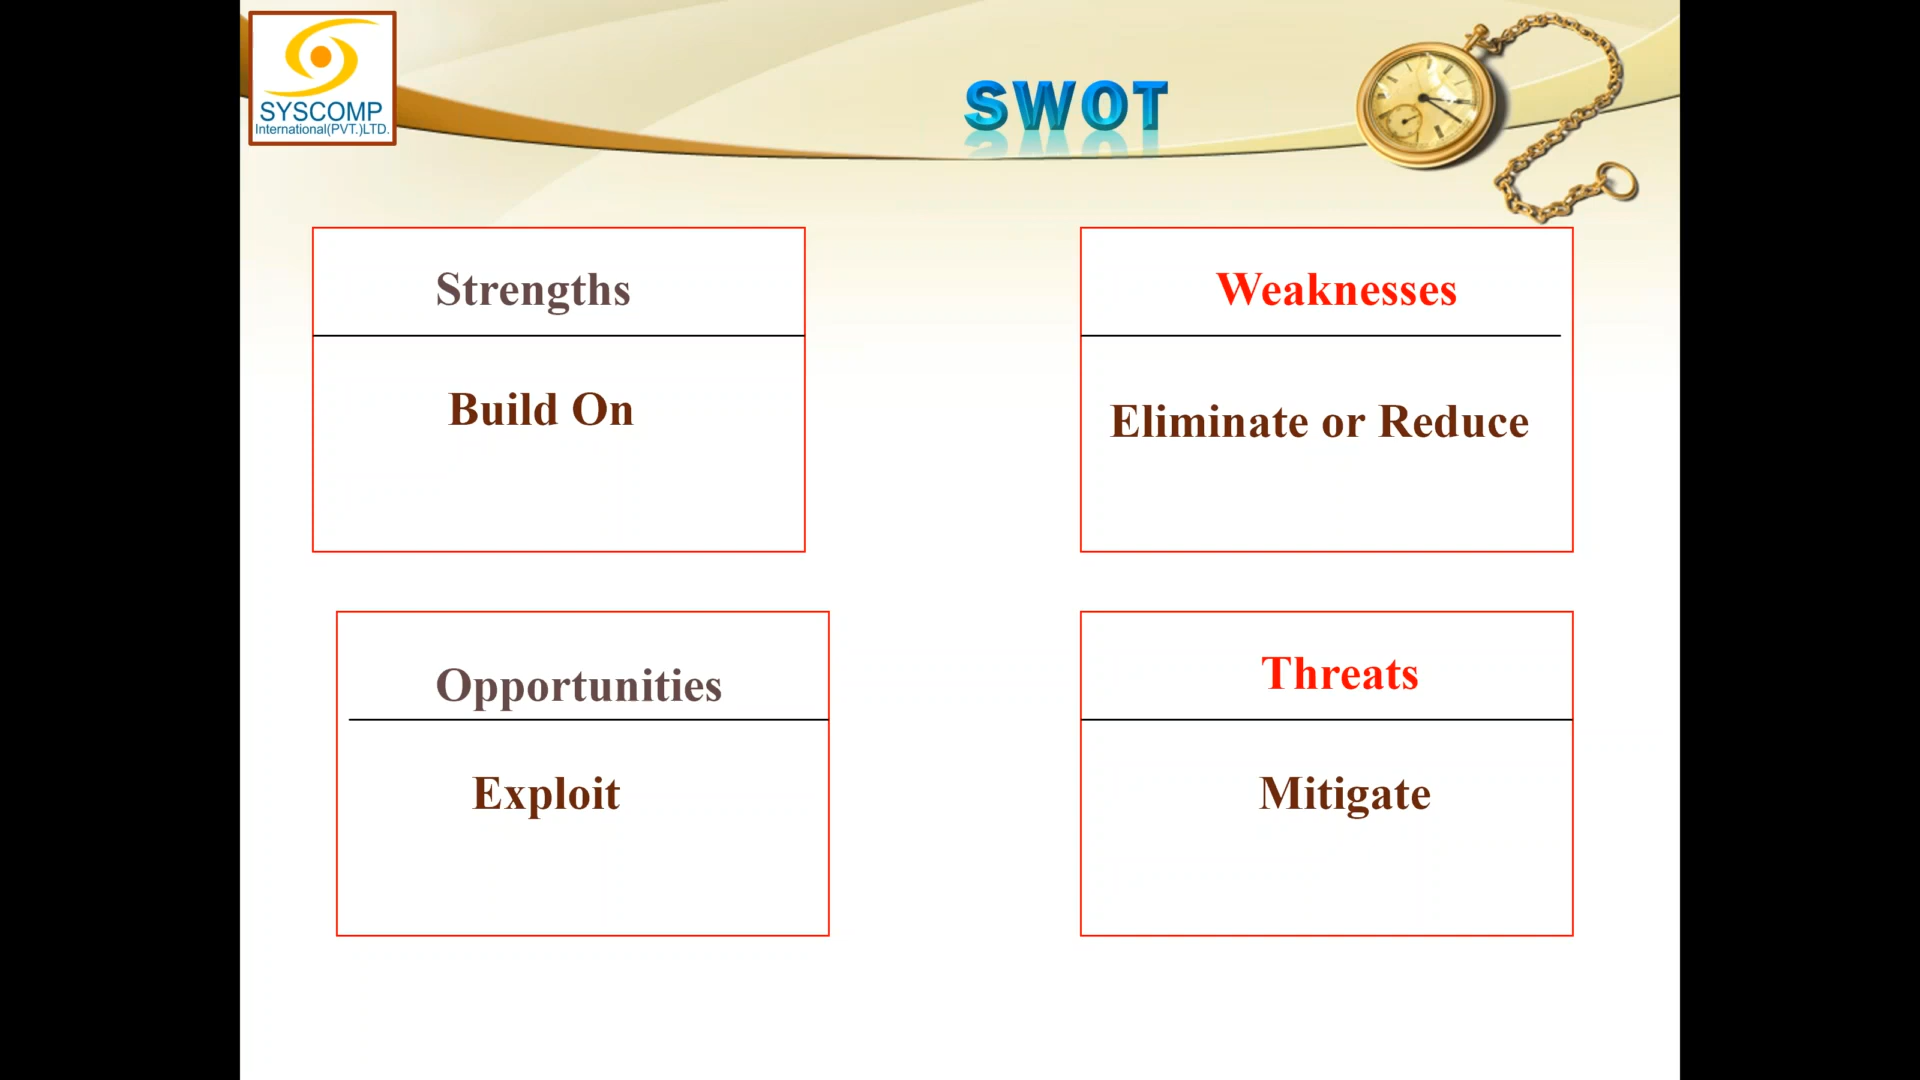 SYSCOMP
International(PVT.)LTD.
SWOT
Strengths
Build On
Weaknesses
Eliminate or Reduce
Opportunities
Exploit
Threats
Mitigate